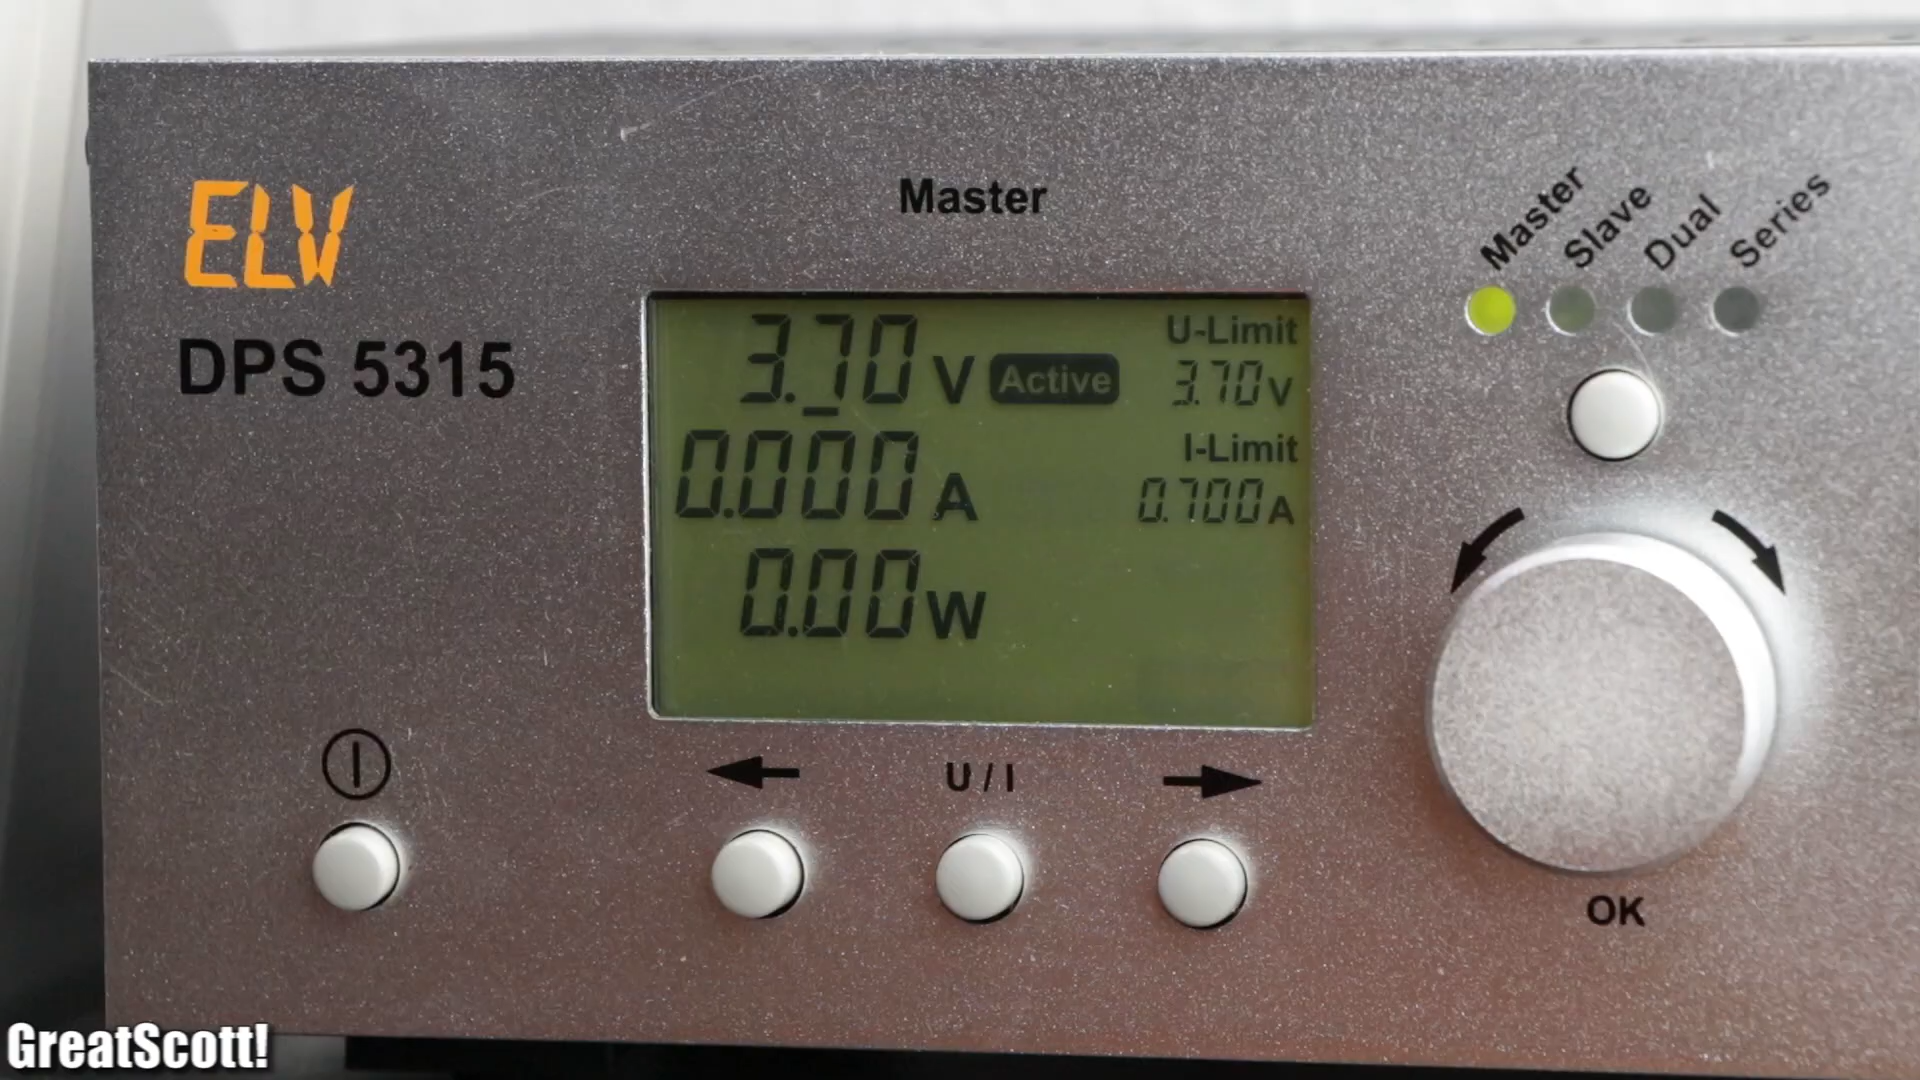 ELV
DPS 5315
Master
3.70 V Active
U-Limit
3.70 V
0.000 A
I-Limit
0.700 A
0.00 W
Master
Slave
Dual
Series
U / I
OK
GreatScott!